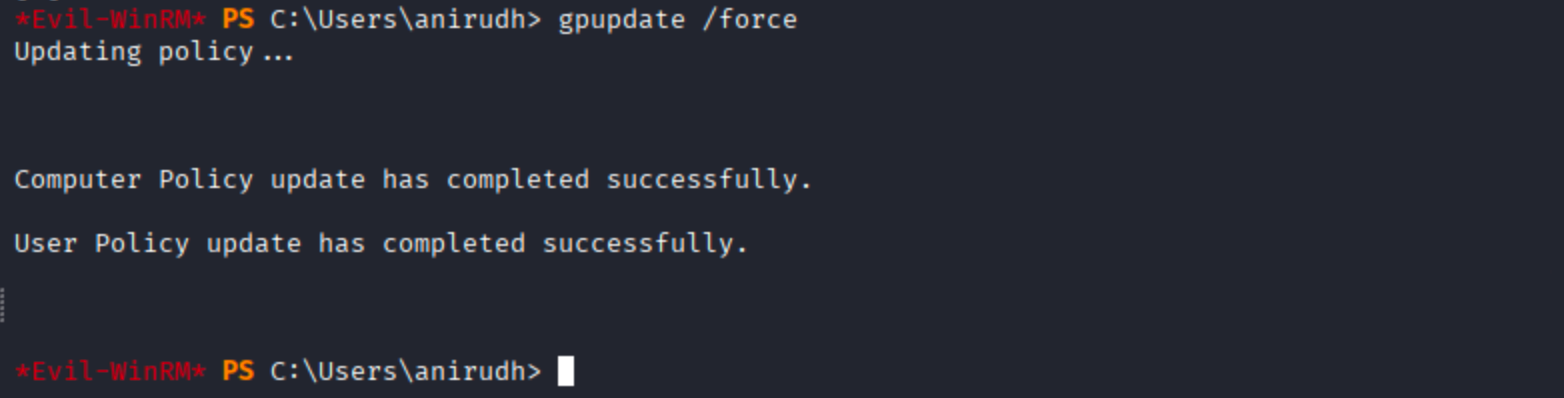 *Evil-WinRM* PS C:\Users\anirudh> gpupdate /force
Updating policy...
Computer Policy update has completed successfully.
User Policy update has completed successfully.
*Evil-WinRM* PS C:\Users\anirudh>